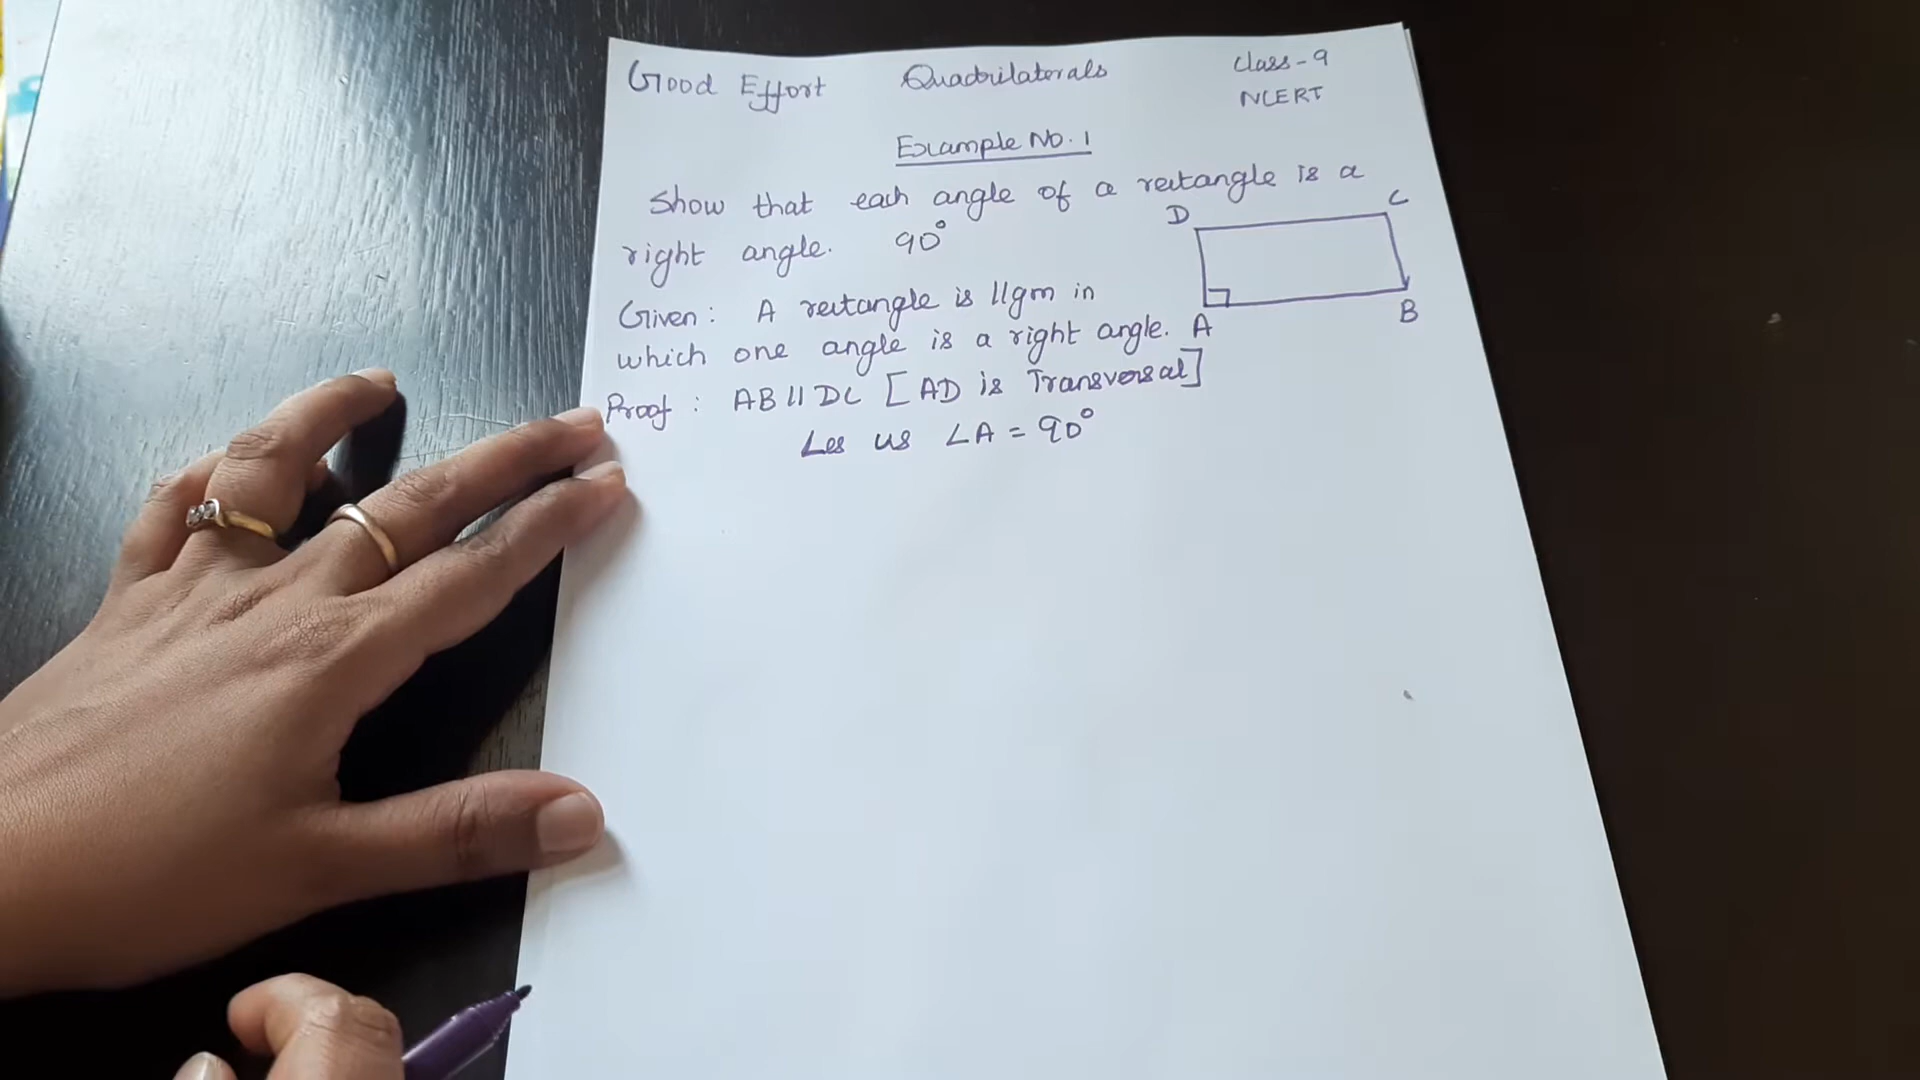 Good Effort Quadrilaterals Class-9
NCERT
Example No. 1
Show that each angle of a rectangle is a
right angle. 90°
D C
A B
Given: A rectangle is llgm in
which one angle is a right angle.
Proof: AB ll DC [AD is Transversal]
Les us ∠A = 90°